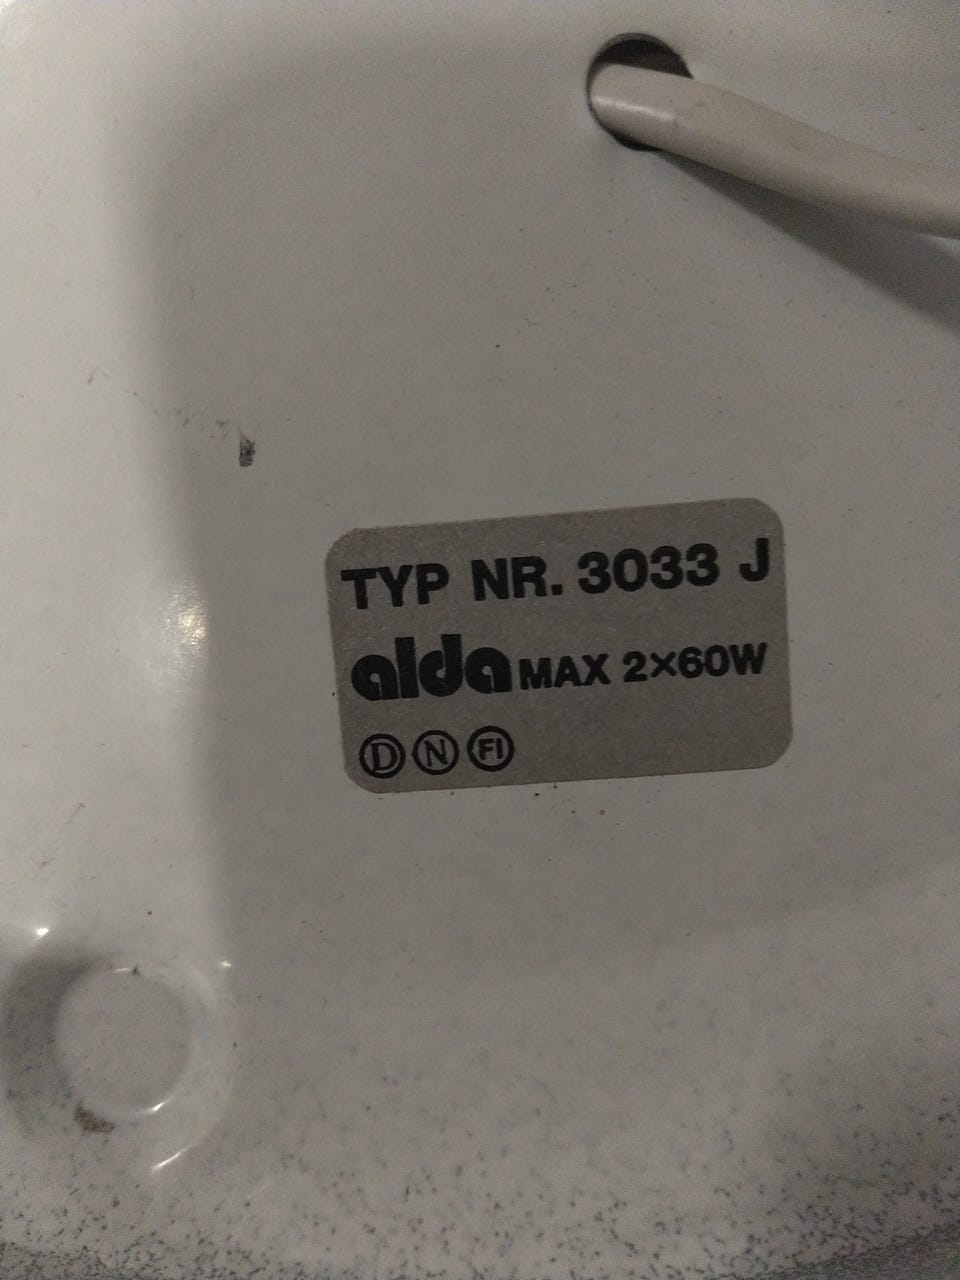 TYP NR. 3033 J
alda MAX 2×60W
D N FI